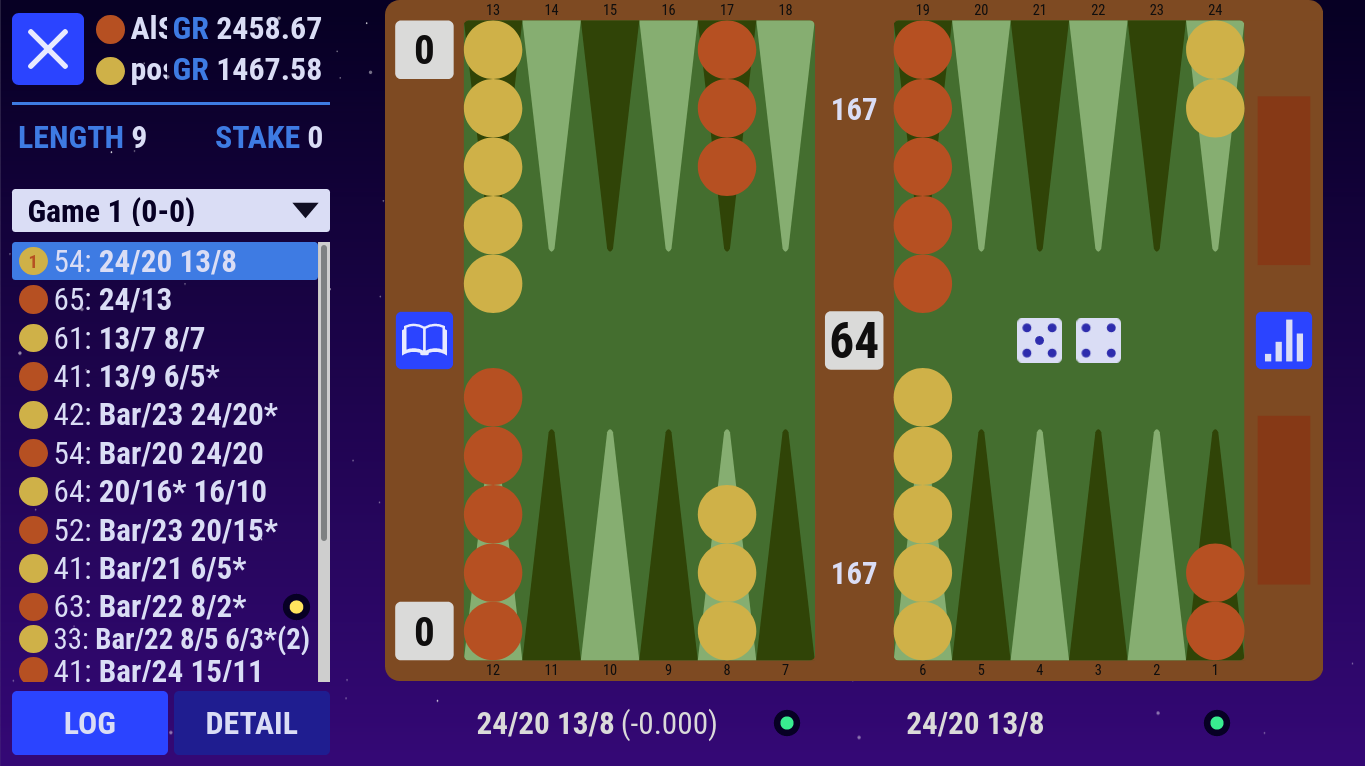 GR 2458.67
GR 1467.58
LENGTH 9
STAKE 0
Game 1 (0-0)
1 54: 24/20 13/8
65: 24/13
61: 13/7 8/7
41: 13/9 6/5*
42: Bar/23 24/20*
54: Bar/20 24/20
64: 20/16* 16/10
52: Bar/23 20/15*
41: Bar/21 6/5*
63: Bar/22 8/2*
33: Bar/22 8/5 6/3*(2)
41: Bar/24 15/11
LOG
DETAIL
13 14 15 16 17 18 19 20 21 22 23 24
0
167
64
167
0
12 11 10 9 8 7 6 5 4 3 2 1
24/20 13/8 (-0.000)
24/20 13/8